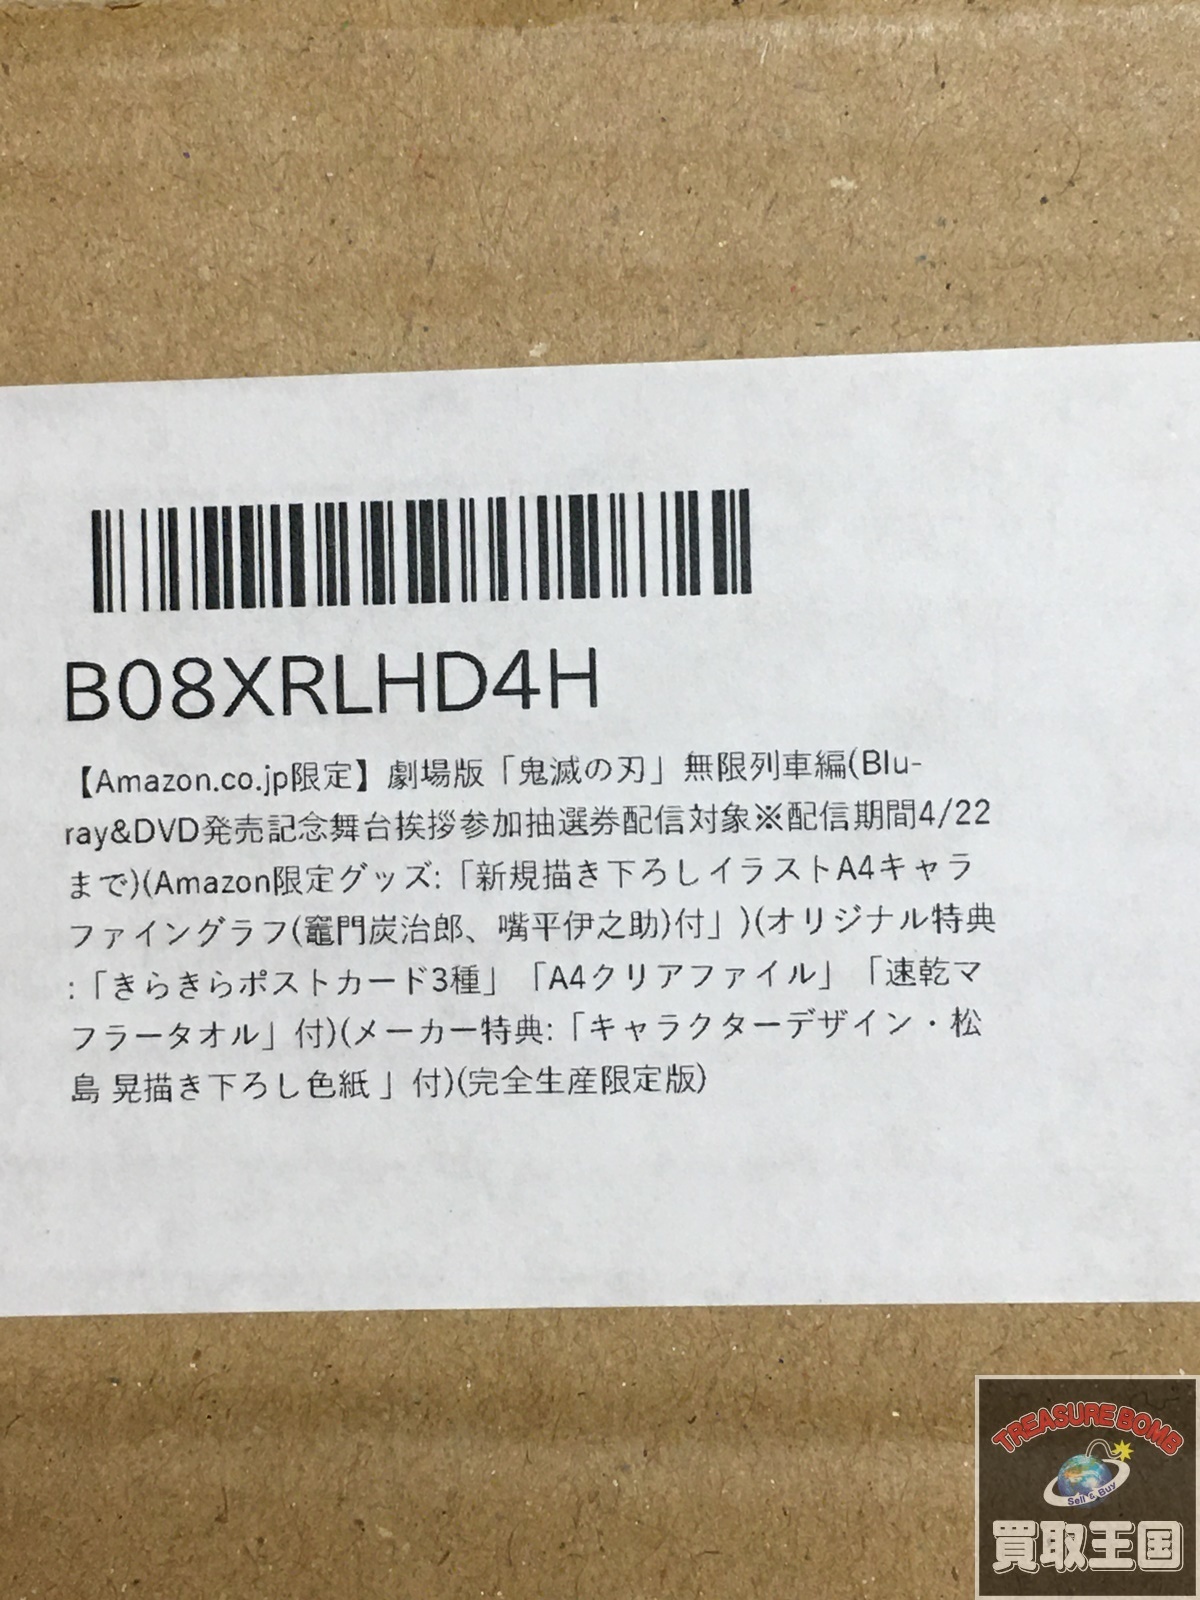 B08XRLHD4H
【Amazon.co.jp限定】劇場版「鬼滅の刃」無限列車編(Blu-
ray&DVD発売記念舞台挨拶参加抽選券配信対象※配信期間4/22
まで)(Amazon限定グッズ:「新規描き下ろしイラストA4キャラ
ファイングラフ(竈門炭治郎、嘴平伊之助)付」)(オリジナル特典
:「きらきらポストカード3種」「A4クリアファイル」「速乾マ
フラータオル」付)(メーカー特典:「キャラクターデザイン・松
島 晃描き下ろし色紙 」付)(完全生産限定版)
TREASURE BOMB
Sell & Buy
買取王国